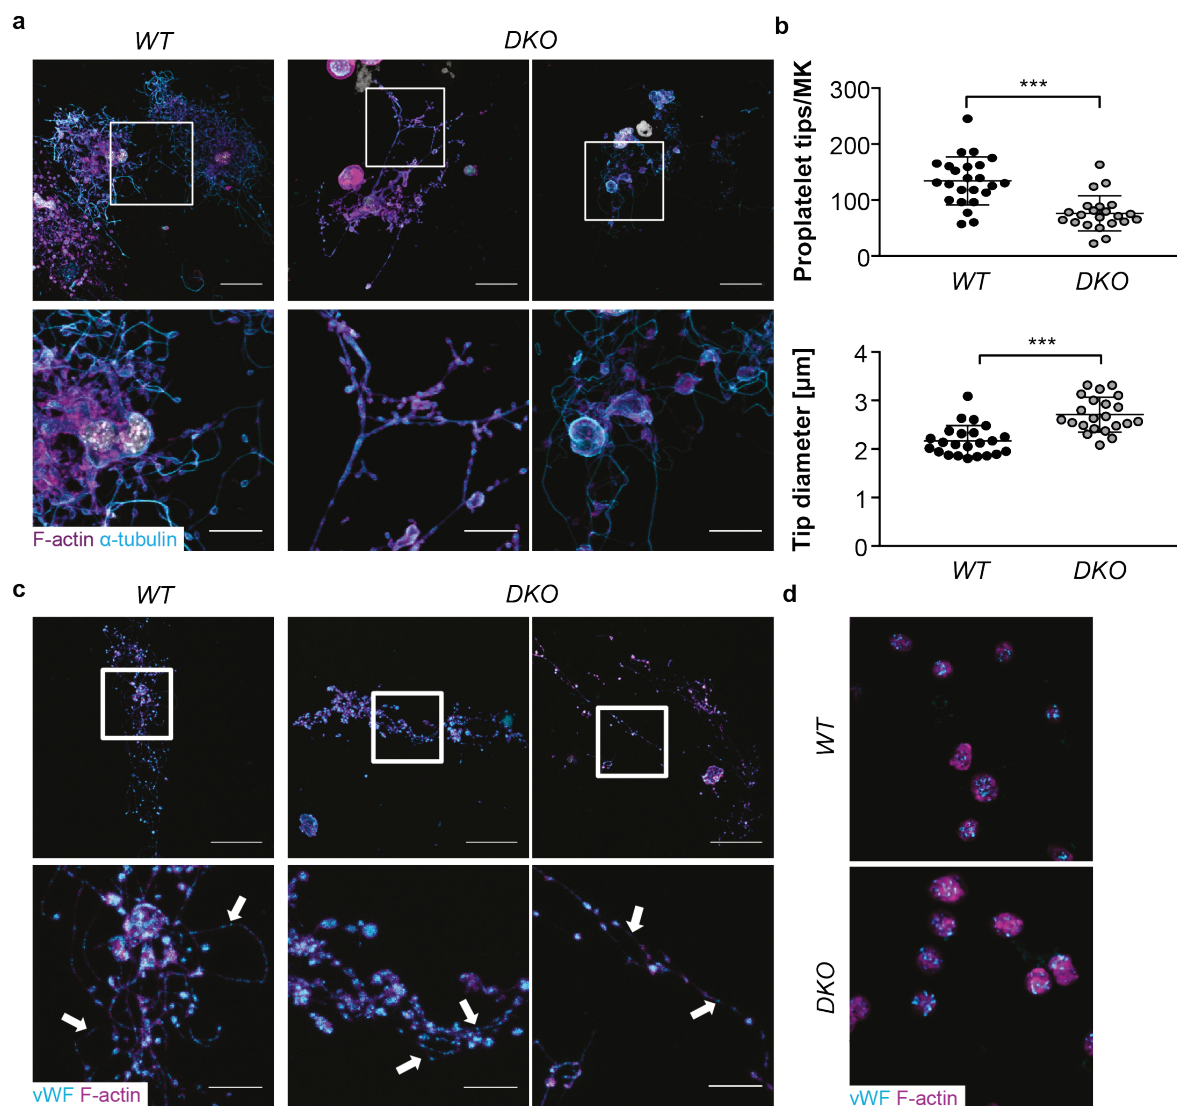 a
WT
DKO
F-actin α-tubulin
b
Proplatelet tips/MK
300
200
100
0
***
WT
DKO
Tip diameter [µm]
4
3
2
1
0
***
WT
DKO
c
WT
DKO
vWF F-actin
d
WT
DKO
vWF F-actin